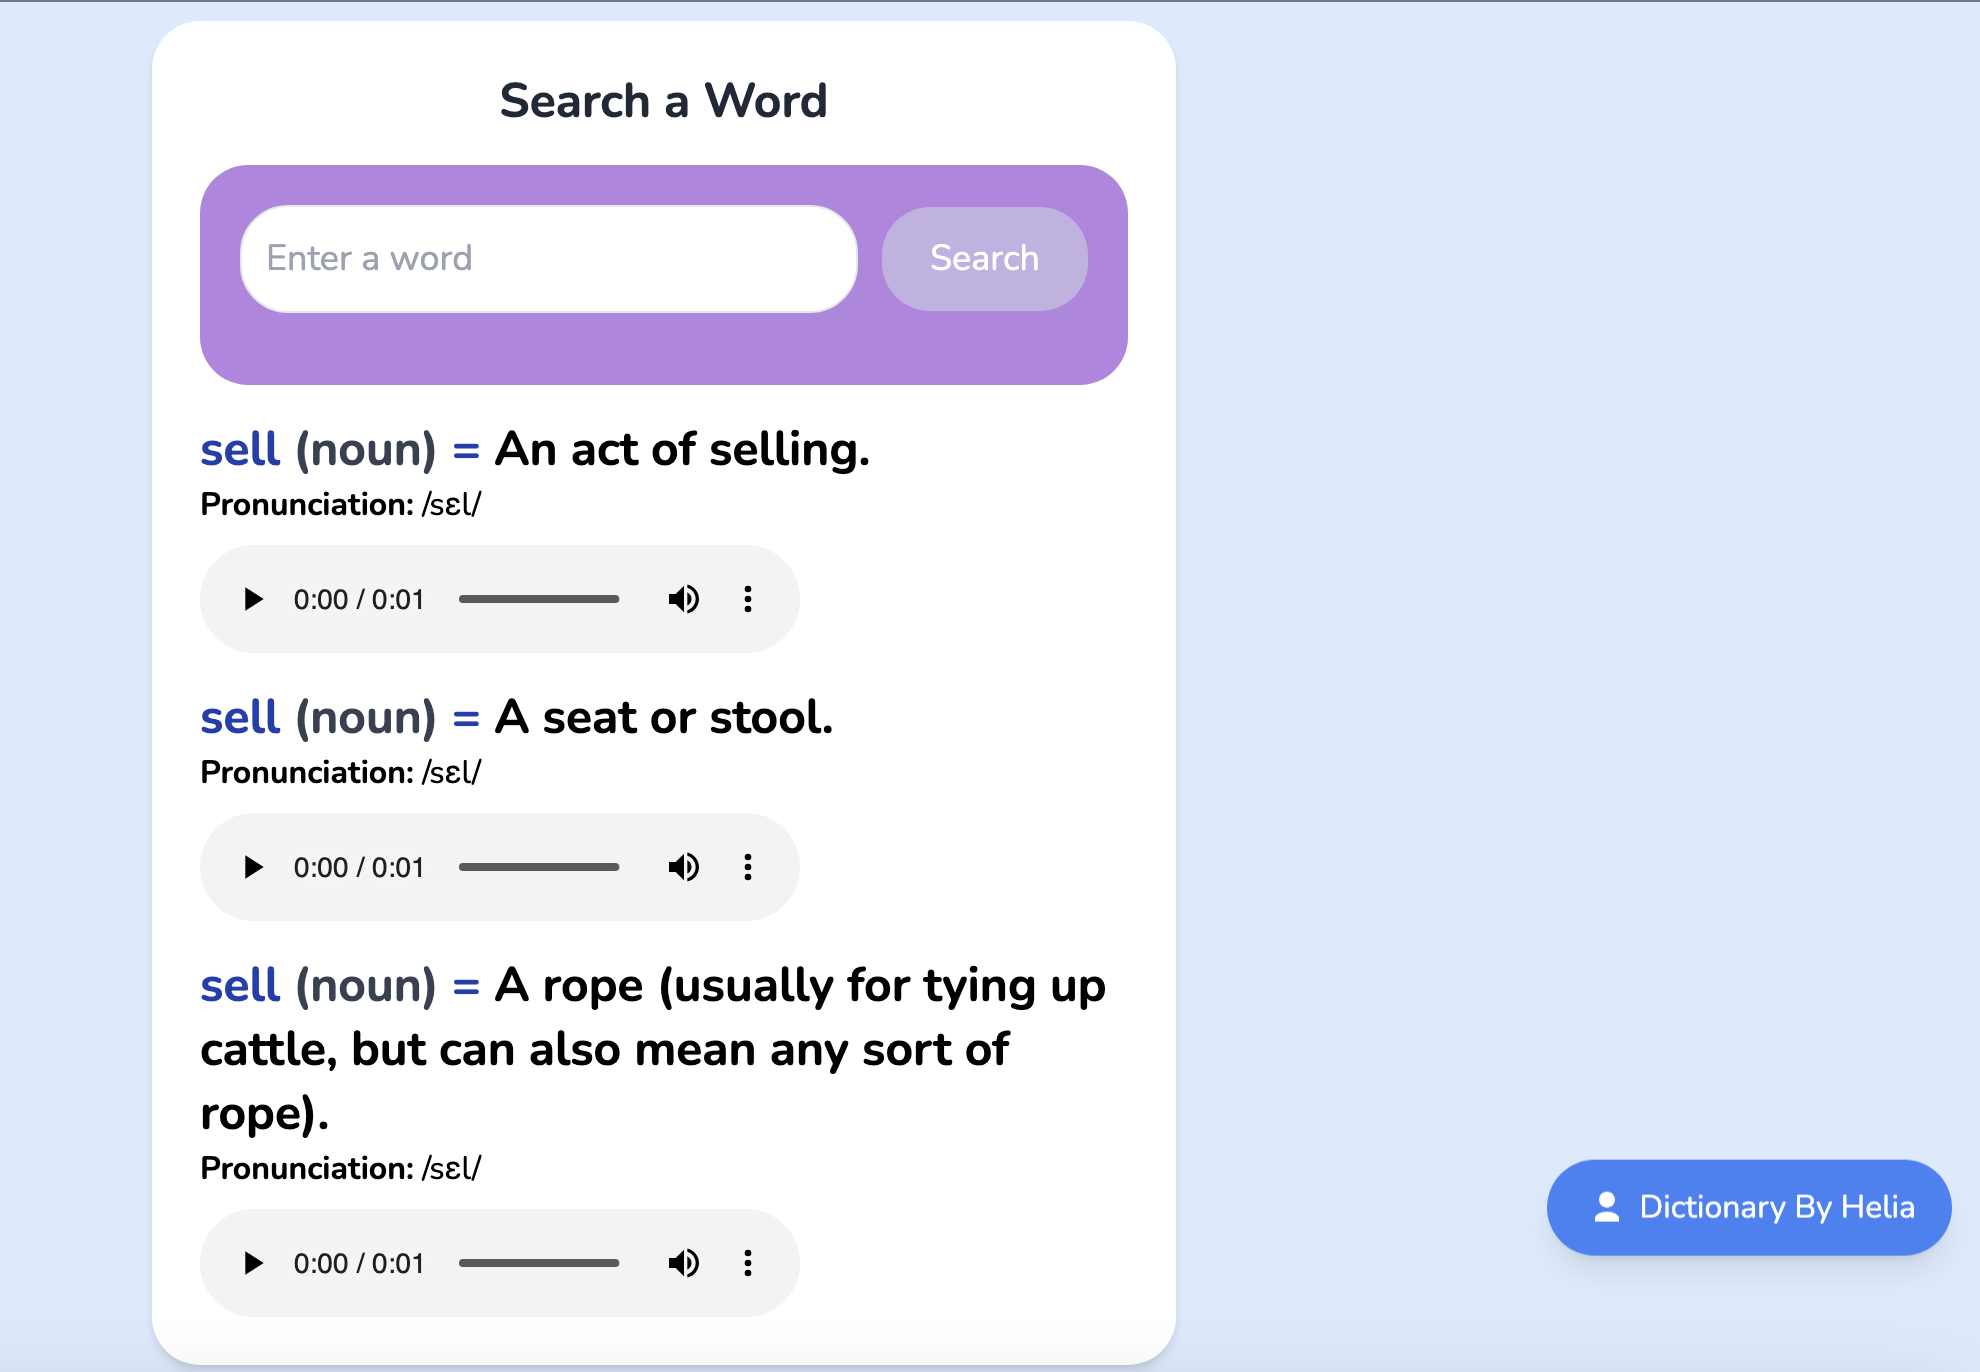 Search a Word
Enter a word
Search
sell (noun) = An act of selling.
Pronunciation: /sɛl/
0:00 / 0:01
sell (noun) = A seat or stool.
Pronunciation: /sɛl/
0:00 / 0:01
sell (noun) = A rope (usually for tying up
cattle, but can also mean any sort of
rope).
Pronunciation: /sɛl/
0:00 / 0:01
Dictionary By Helia